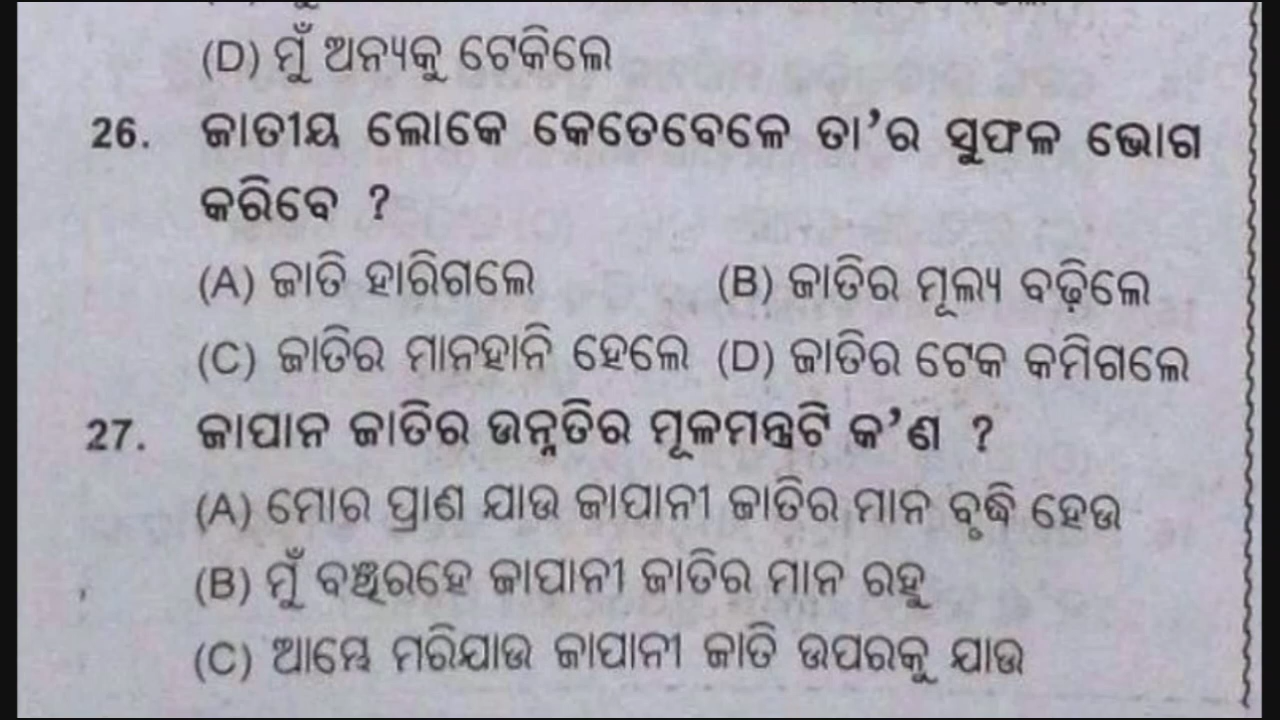 (D) ମୁଁ ଅନ୍ୟକୁ ଟେକିଲେ
26. ଜାତୀୟ ଲୋକେ କେତେବେଳେ ତା'ର ସୁଫଳ ଭୋଗ
କରିବେ ?
(A) ଜାତି ହାରିଗଲେ (B) ଜାତିର ମୂଲ୍ୟ ବଢ଼ିଲେ
(C) ଜାତିର ମାନହାନି ହେଲେ (D) ଜାତିର ଟେକ କମିଗଲେ
27. ଜାପାନ ଜାତିର ଉନ୍ନତିର ମୂଳମନ୍ତ୍ରଟି କ'ଣ ?
(A) ମୋର ପ୍ରାଣ ଯାଉ ଜାପାନୀ ଜାତିର ମାନ ବୃଦ୍ଧି ହେଉ
(B) ମୁଁ ବଞ୍ଚିରହେ ଜାପାନୀ ଜାତିର ମାନ ରହୁ
(C) ଆମ୍ଭେ ମରିଯାଉ ଜାପାନୀ ଜାତି ଉପରକୁ ଯାଉ